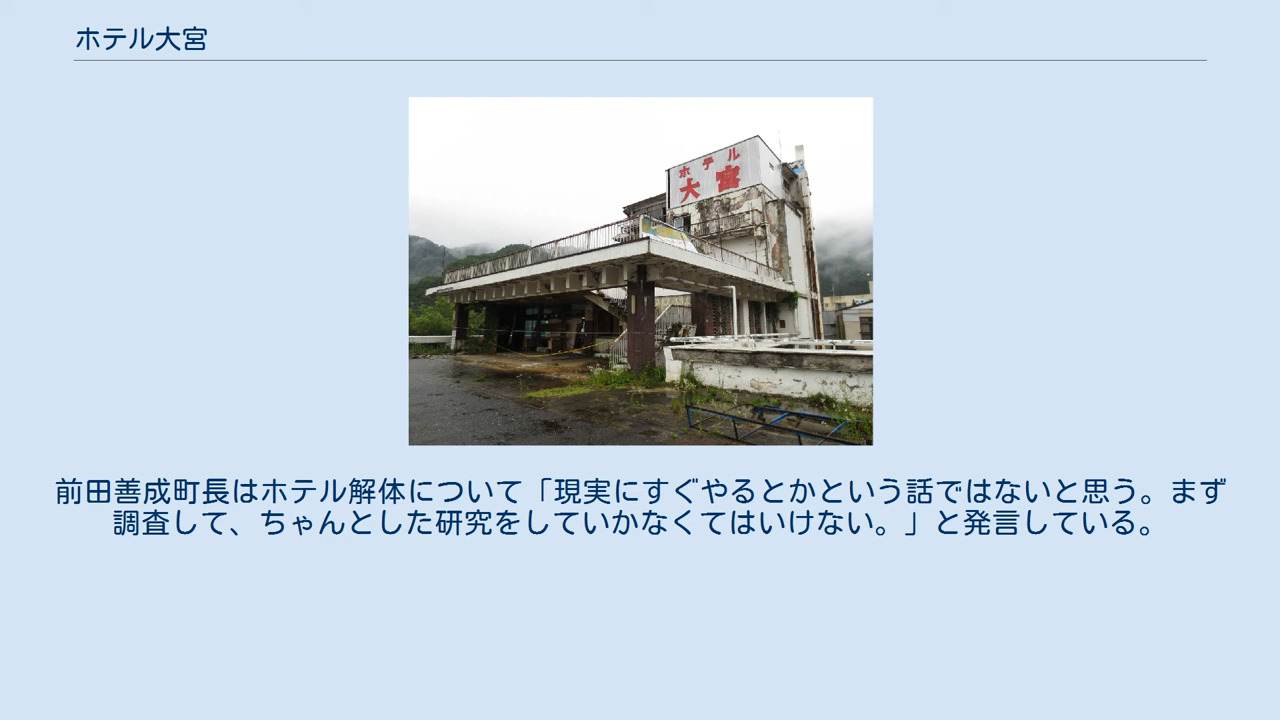 ホテル大宮
ホテル
大宮
前田善成町長はホテル解体について「現実にすぐやるとかという話ではないと思う。まず
調査して、ちゃんとした研究をしていかなくてはいけない。」と発言している。